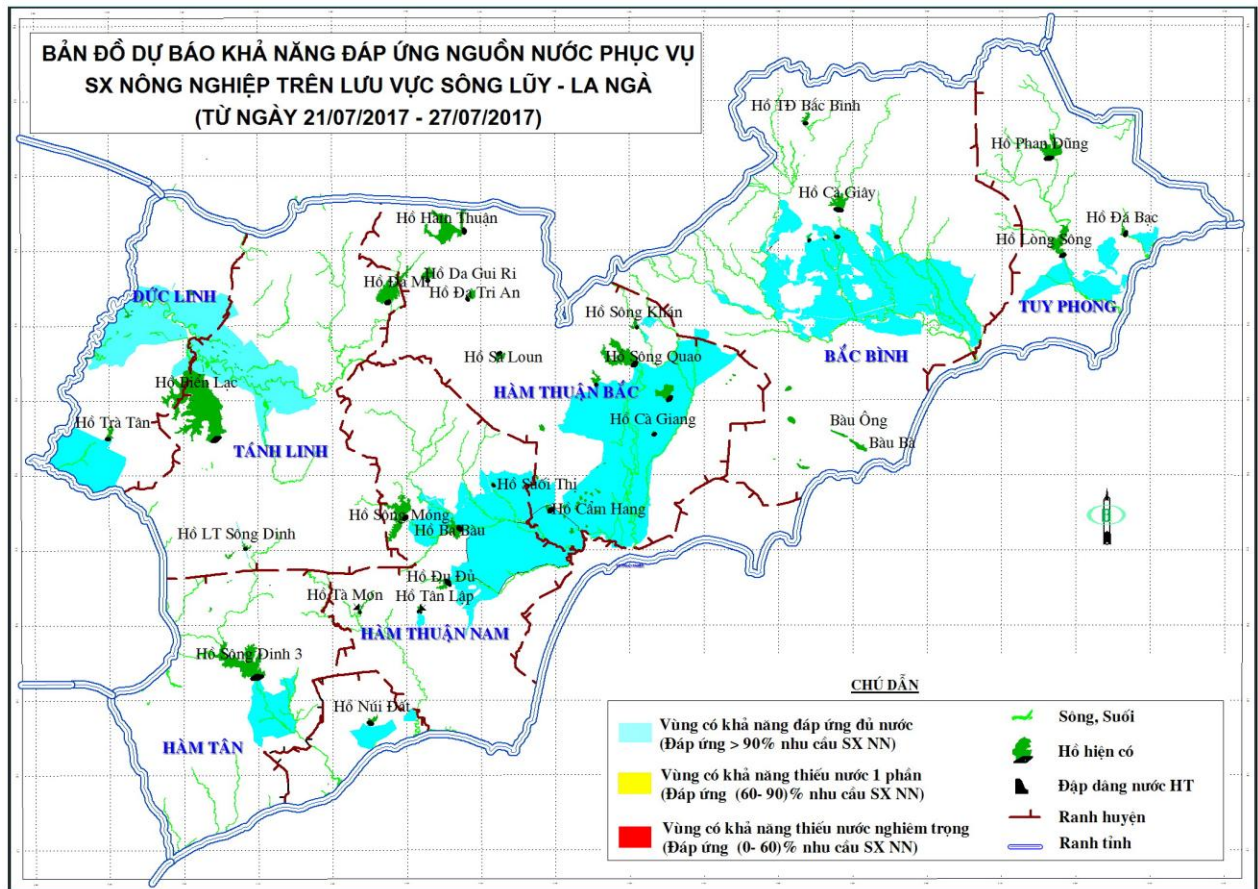 BẢN ĐỒ DỰ BÁO KHẢ NĂNG ĐÁP ỨNG NGUỒN NƯỚC PHỤC VỤ
SX NÔNG NGHIỆP TRÊN LƯU VỰC SÔNG LŨY - LA NGÀ
(TỪ NGÀY 21/07/2017 - 27/07/2017)
Hồ TĐ Bắc Bình
Hồ Phan Dũng
Hồ Cà Giây
Hồ Hàm Thuận
Hồ Đá Bạc
Hồ Lòng Sông
Hồ Da Gui Ri
Hồ Đa Mi
Hồ Đa Tri An
ĐỨC LINH
TUY PHONG
Hồ Sông Khán
Hồ Sa Loun
Hồ Sông Quao
BẮC BÌNH
Hồ Biển Lạc
HÀM THUẬN BẮC
Hồ Trà Tân
Hồ Cà Giang
Bàu Ông
Bàu Bà
TÁNH LINH
Hồ Suối Thị
Hồ Sông Móng
Hồ Cẩm Hang
Hồ Ba Bàu
Hồ LT Sông Dinh
Hồ Đu Đủ
Hồ Tà Mon
Hồ Tân Lập
HÀM THUẬN NAM
Hồ Sông Dinh 3
Hồ Núi Đất
HÀM TÂN
CHÚ DẪN
Vùng có khả năng đáp ứng đủ nước
(Đáp ứng > 90% nhu cầu SX NN)
Vùng có khả năng thiếu nước 1 phần
(Đáp ứng (60- 90)% nhu cầu SX NN)
Vùng có khả năng thiếu nước nghiêm trọng
(Đáp ứng (0- 60)% nhu cầu SX NN)
Sông, Suối
Hồ hiện có
Đập dâng nước HT
Ranh huyện
Ranh tỉnh